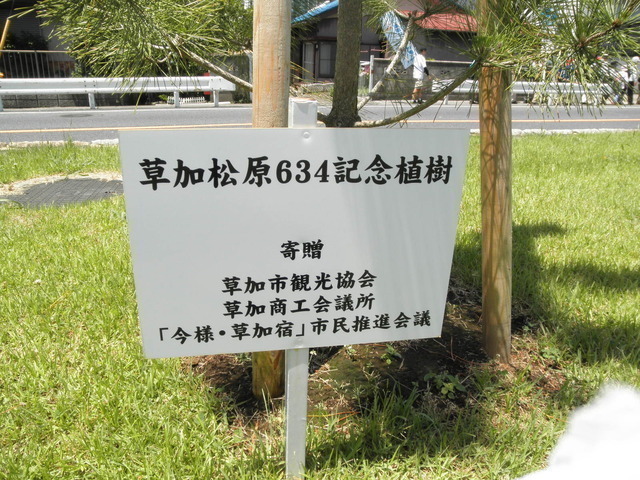 草加松原634記念植樹
寄贈
草加市観光協会
草加商工会議所
「今様・草加宿」市民推進会議